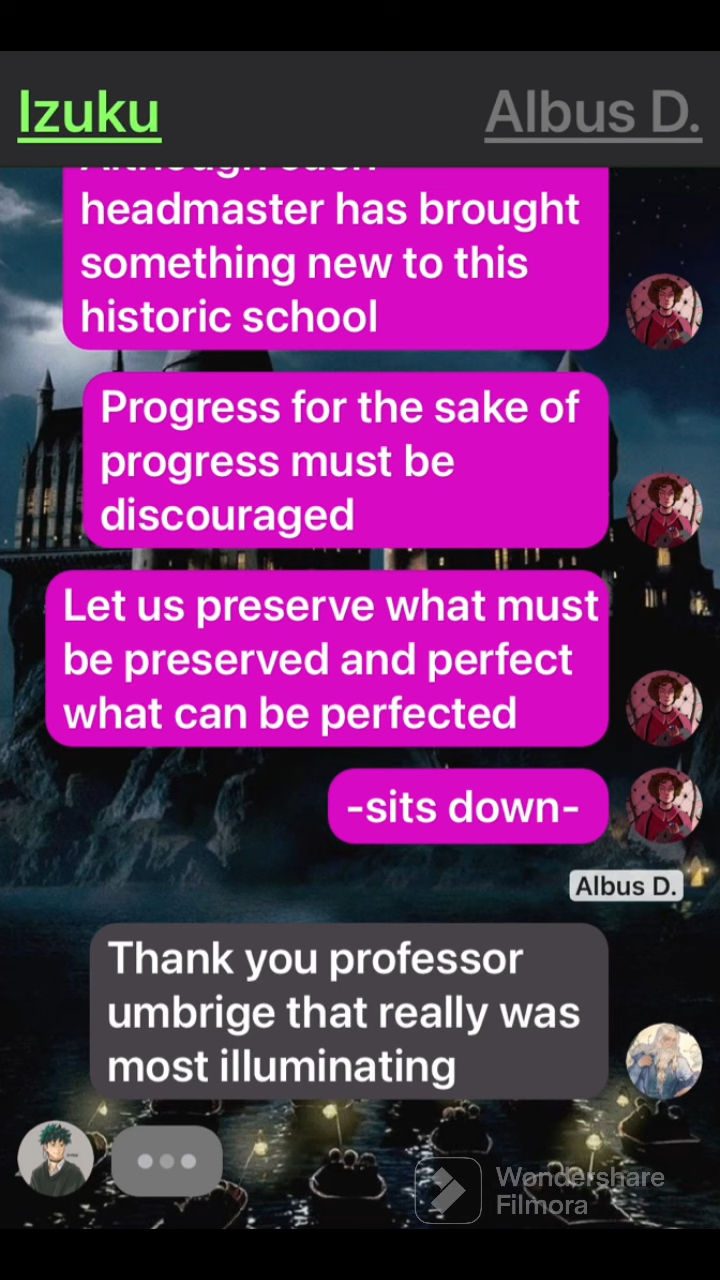 Izuku
Albus D.
Although each
headmaster has brought
something new to this
historic school
Progress for the sake of
progress must be
discouraged
Let us preserve what must
be preserved and perfect
what can be perfected
-sits down-
Albus D.
Thank you professor
umbrige that really was
most illuminating
Wondershare
Filmora